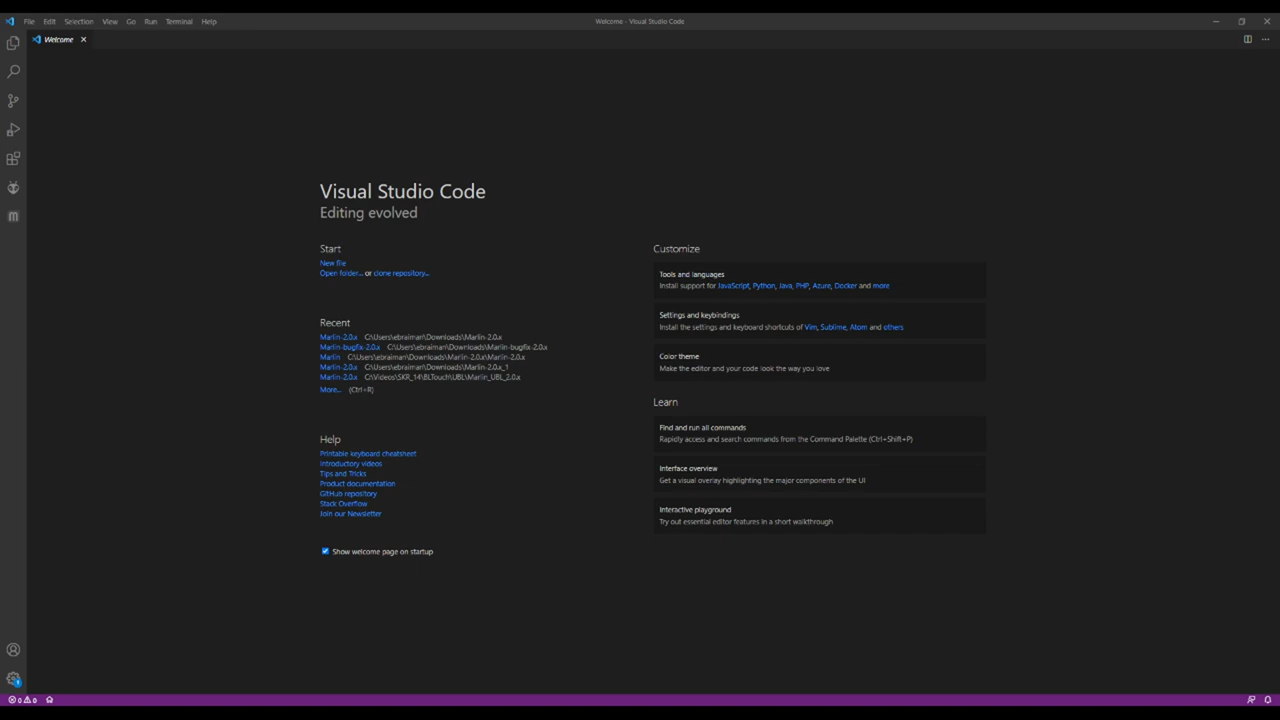 File Edit Selection View Go Run Terminal Help
Welcome - Visual Studio Code
Welcome
Visual Studio Code
Editing evolved
Start
New file
Open folder... or clone repository...
Recent
Marlin-2.0.x C:\Users\ebraiman\Downloads\Marlin-2.0.x
Marlin-bugfix-2.0.x C:\Users\ebraiman\Downloads\Marlin-bugfix-2.0.x
Marlin C:\Users\ebraiman\Downloads\Marlin-2.0.x\Marlin-2.0.x
Marlin-2.0.x C:\Users\ebraiman\Downloads\Marlin-2.0.x_1
Marlin-2.0.x C:\Videos\SKR_14\BLTouch\UBL\Marlin_UBL_2.0.x
More... (Ctrl+R)
Help
Printable keyboard cheatsheet
Introductory videos
Tips and Tricks
Product documentation
GitHub repository
Stack Overflow
Join our Newsletter
Show welcome page on startup
Customize
Tools and languages
Install support for JavaScript, Python, Java, PHP, Azure, Docker and more
Settings and keybindings
Install the settings and keyboard shortcuts of Vim, Sublime, Atom and others
Color theme
Make the editor and your code look the way you love
Learn
Find and run all commands
Rapidly access and search commands from the Command Palette (Ctrl+Shift+P)
Interface overview
Get a visual overlay highlighting the major components of the UI
Interactive playground
Try out essential editor features in a short walkthrough
1
0 0